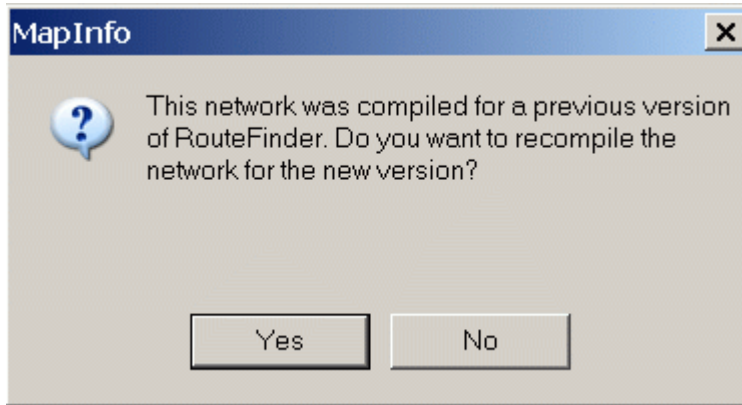 MapInfo
This network was compiled for a previous version
of RouteFinder. Do you want to recompile the
network for the new version?
Yes
No